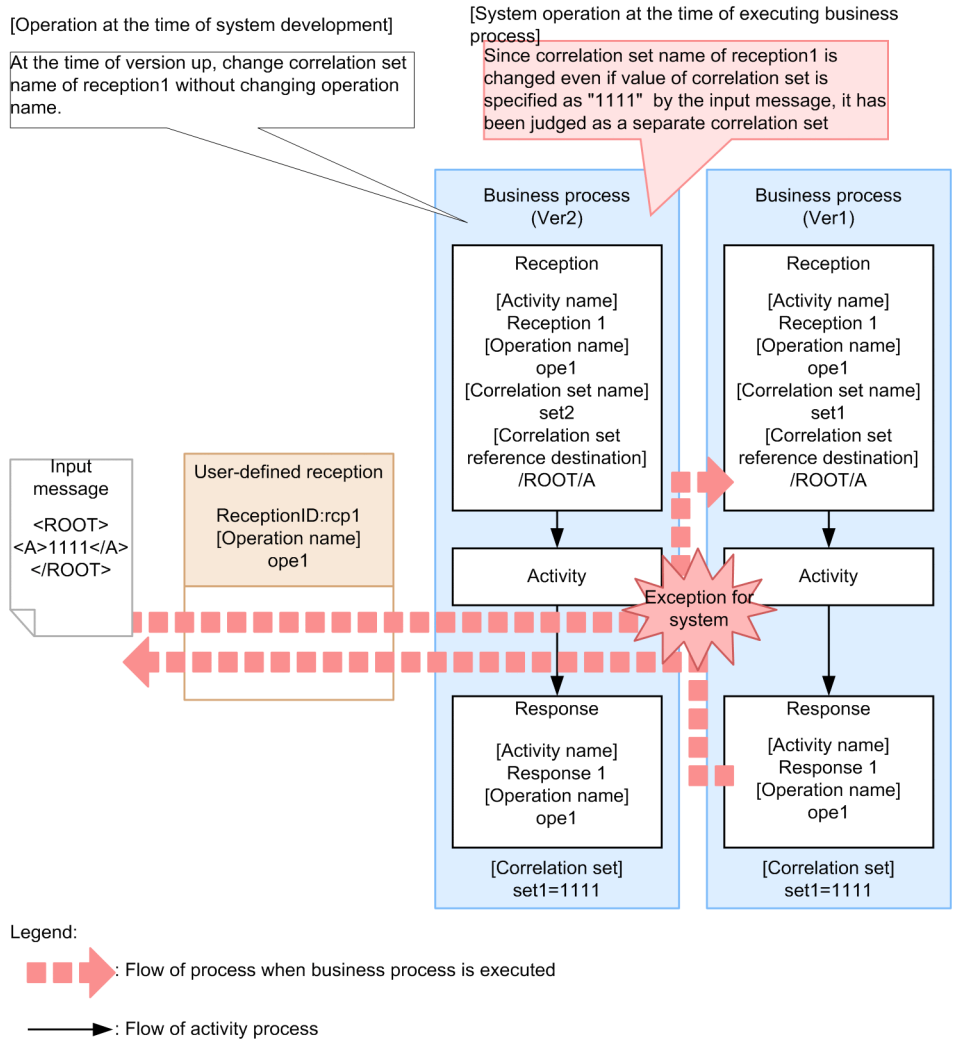 [Operation at the time of system development]
[System operation at the time of executing business
process]
At the time of version up, change correlation set
name of reception1 without changing operation
name.
Since correlation set name of reception1 is
changed even if value of correlation set is
specified as "1111"  by the input message, it has
been judged as a separate correlation set
Business process
(Ver2)
Reception
[Activity name]
Reception 1
[Operation name]
ope1
[Correlation set name]
set2
[Correlation set
reference destination]
/ROOT/A
Activity
Response
[Activity name]
Response 1
[Operation name]
ope1
[Correlation set]
set1=1111
Business process
(Ver1)
Reception
[Activity name]
Reception 1
[Operation name]
ope1
[Correlation set name]
set1
[Correlation set
reference destination]
/ROOT/A
Activity
Response
[Activity name]
Response 1
[Operation name]
ope1
[Correlation set]
set1=1111
Input
message
<ROOT>
<A>1111</A>
</ROOT>
User-defined reception
ReceptionID:rcp1
[Operation name]
ope1
Exception for
system
Legend:
: Flow of process when business process is executed
: Flow of activity process